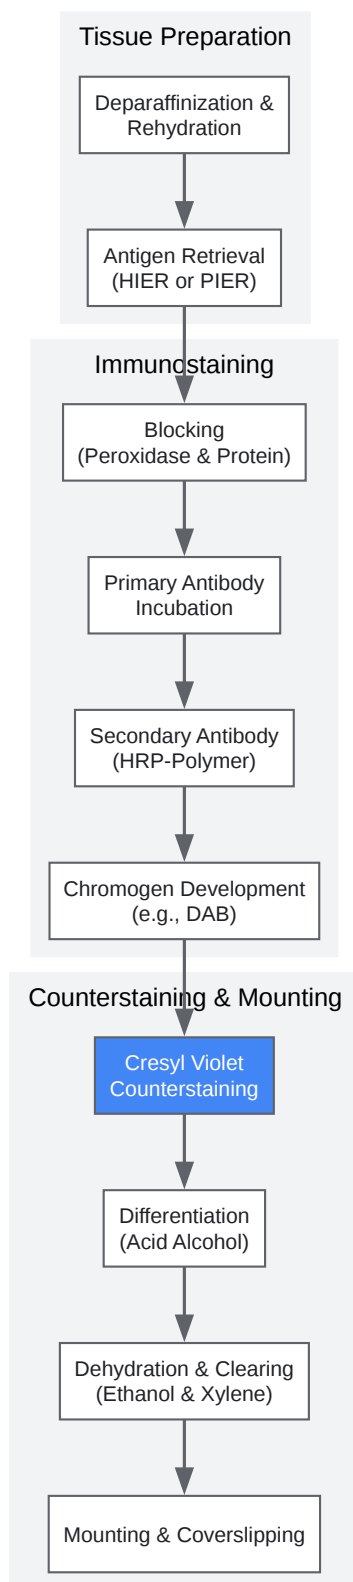 Tissue Preparation
Deparaffinization &
Rehydration
Antigen Retrieval
(HIER or PIER)
Immunostaining
Blocking
(Peroxidase & Protein)
Primary Antibody
Incubation
Secondary Antibody
(HRP-Polymer)
Chromogen Development
(e.g., DAB)
Counterstaining & Mounting
Cresyl Violet
Counterstaining
Differentiation
(Acid Alcohol)
Dehydration & Clearing
(Ethanol & Xylene)
Mounting & Coverslipping